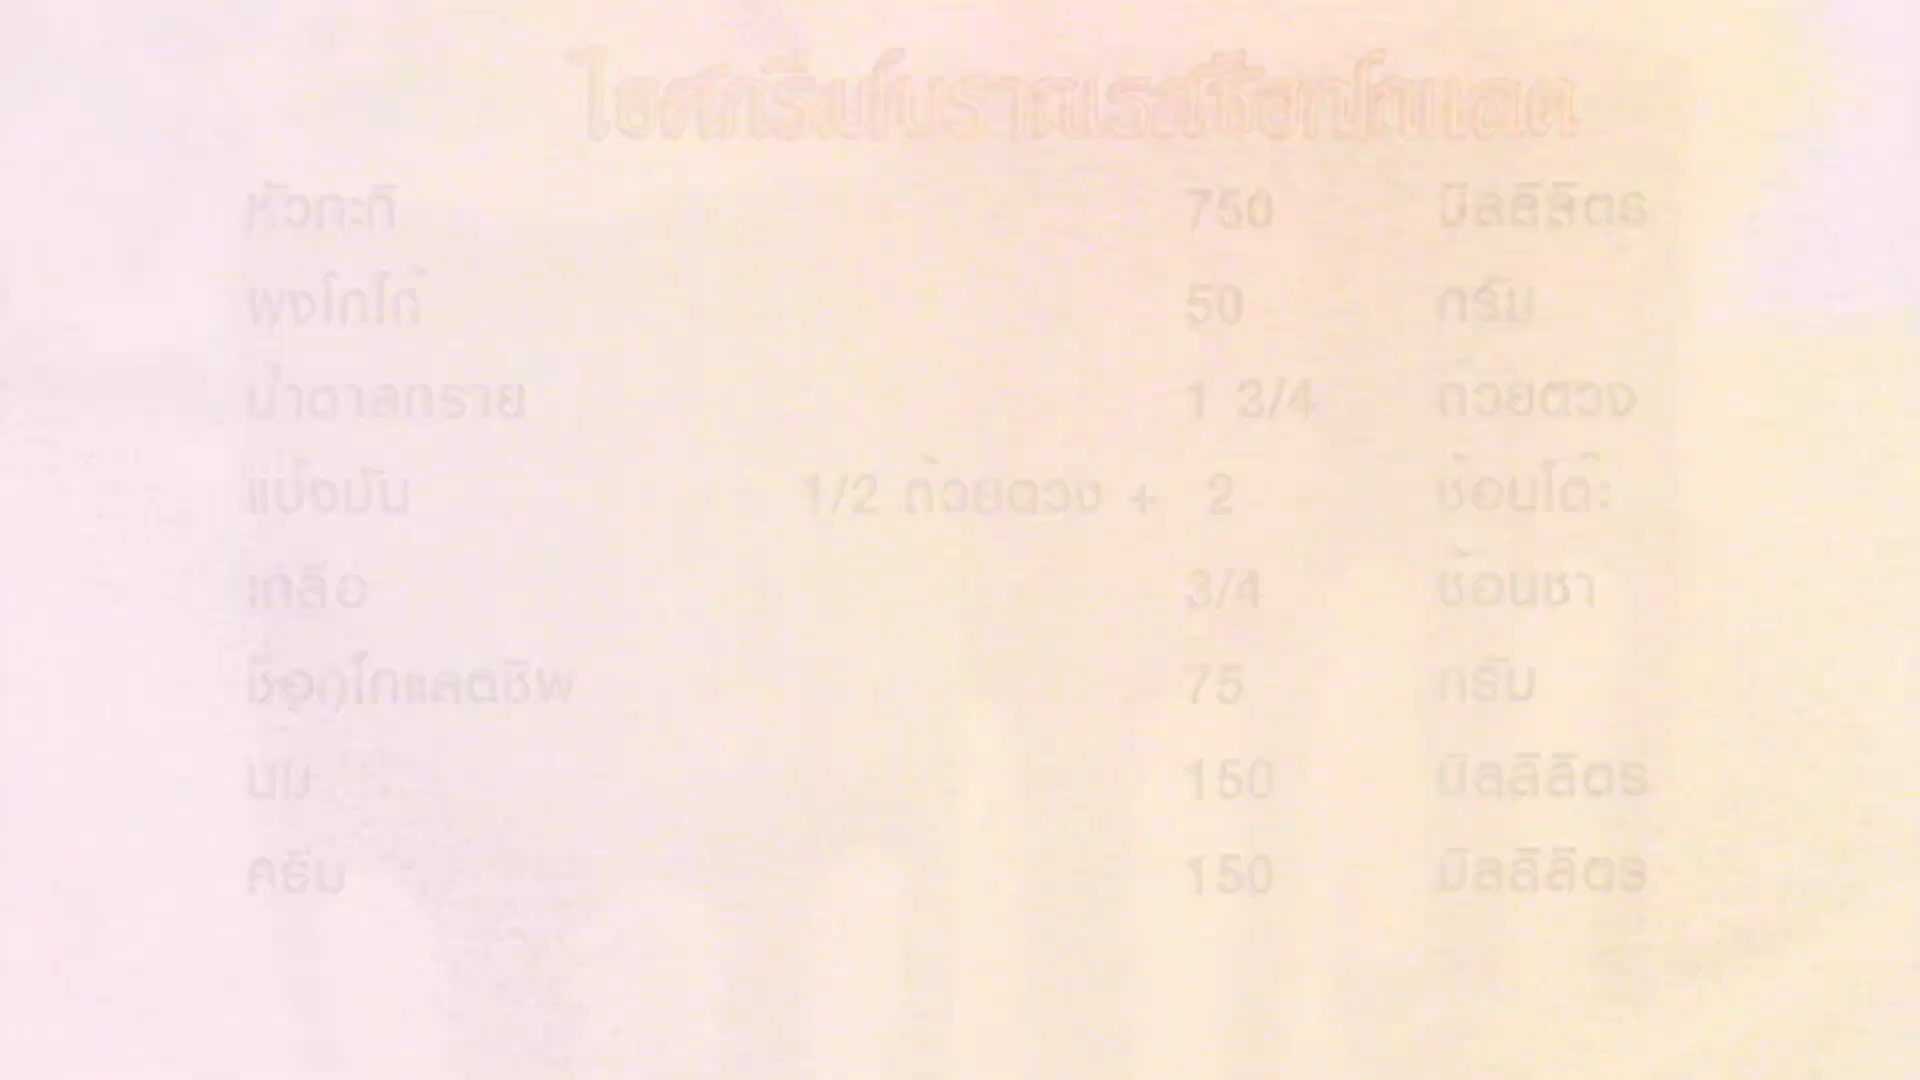 ไอศกรีมโบราณรสช็อกโกแลต
หัวกะทิ 750 มิลลิลิตร
ผงโกโก้ 50 กรัม
น้ำตาลทราย 1 3/4 ถ้วยตวง
แป้งมัน 1/2 ถ้วยตวง + 2 ช้อนโต๊ะ
เกลือ 3/4 ช้อนชา
ช็อกโกแลตชิพ 75 กรัม
นม 150 มิลลิลิตร
ครีม 150 มิลลิลิตร